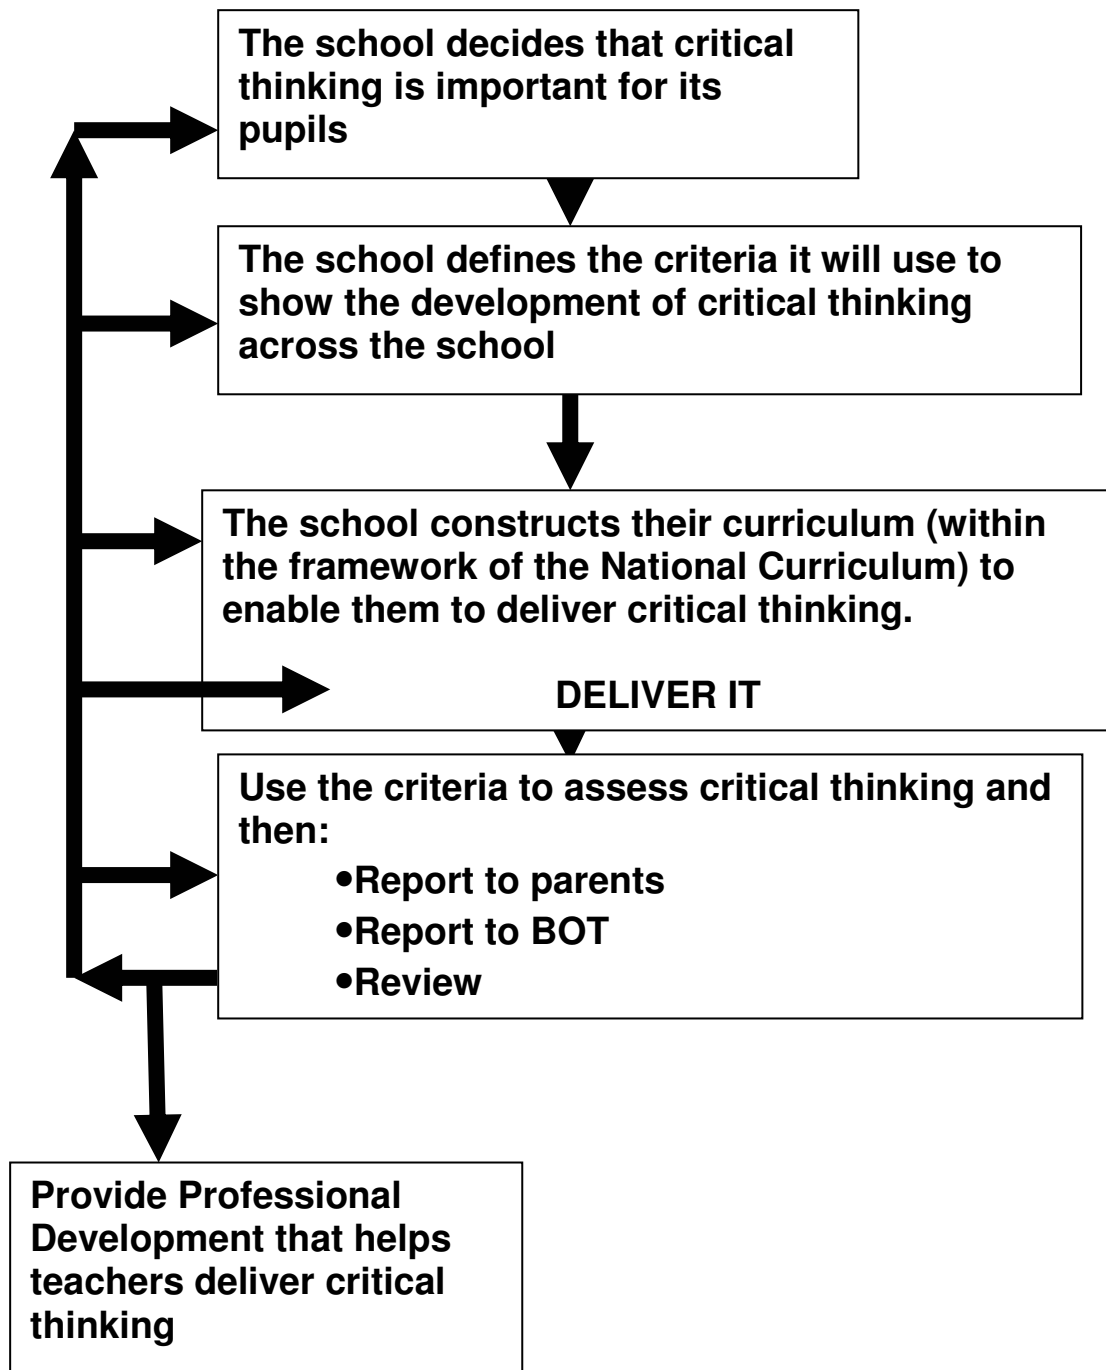 The school decides that critical
thinking is important for its
pupils
The school defines the criteria it will use to
show the development of critical thinking
across the school
The school constructs their curriculum (within
the framework of the National Curriculum) to
enable them to deliver critical thinking.
DELIVER IT
Use the criteria to assess critical thinking and
then:
•Report to parents
•Report to BOT
•Review
Provide Professional
Development that helps
teachers deliver critical
thinking